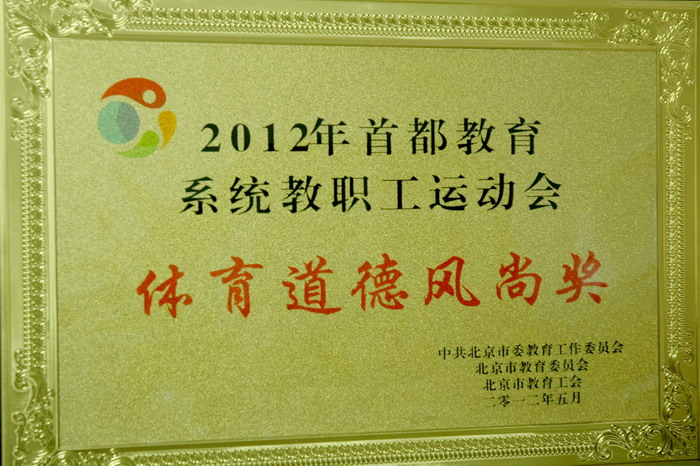 2012年首都教育
系统教职工运动会
体育道德风尚奖
中共北京市委教育工作委员会
北京市教育委员会
北京市教育工会
二零一二年五月